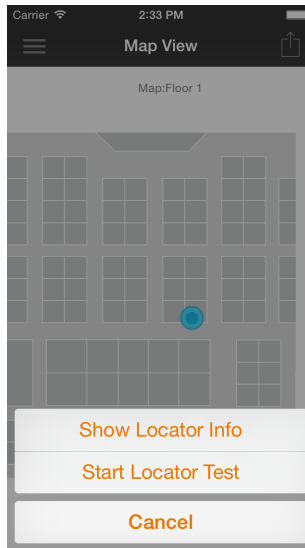 Carrier 2:33 PM
Map View
Map:Floor 1
Show Locator Info
Start Locator Test
Cancel